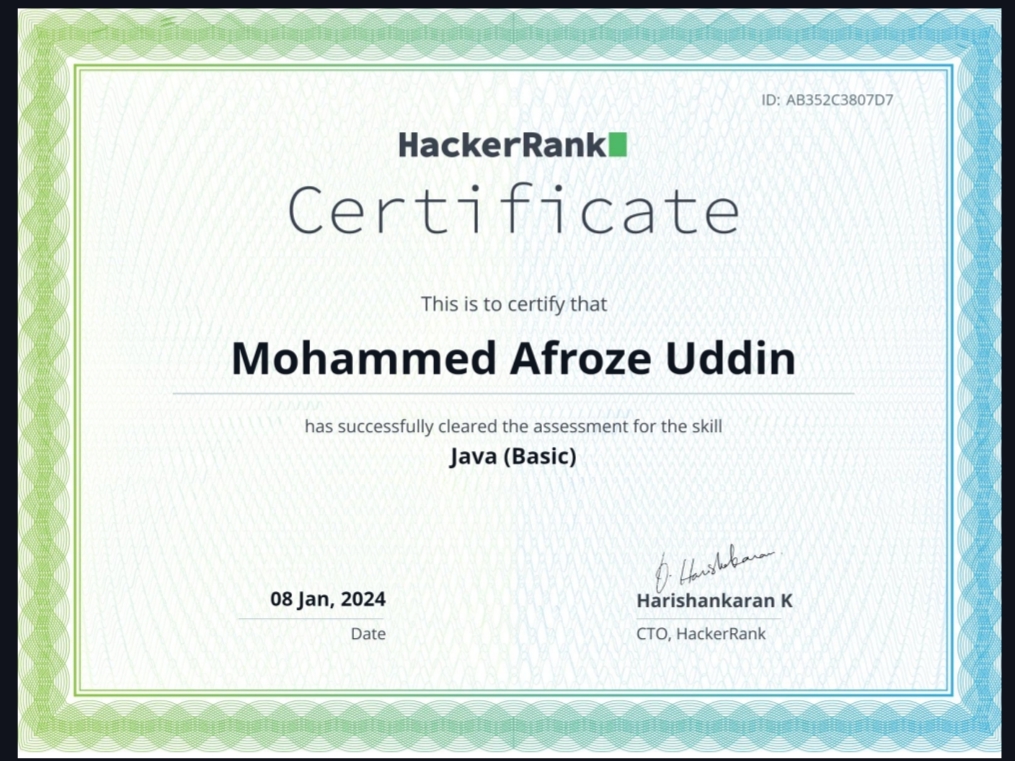 ID: AB352C3807D7
HackerRank
Certificate
This is to certify that
Mohammed Afroze Uddin
has successfully cleared the assessment for the skill
Java (Basic)
08 Jan, 2024
Date
Harishankaran K
CTO, HackerRank